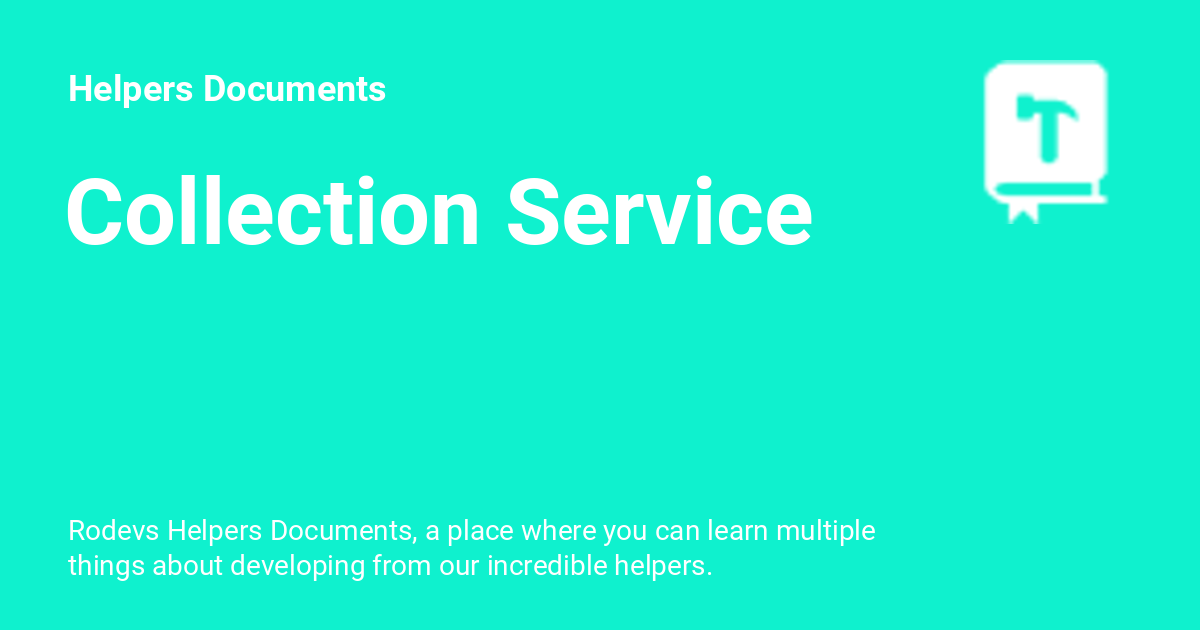 Helpers Documents
Collection Service
Rodevs Helpers Documents, a place where you can learn multiple
things about developing from our incredible helpers.